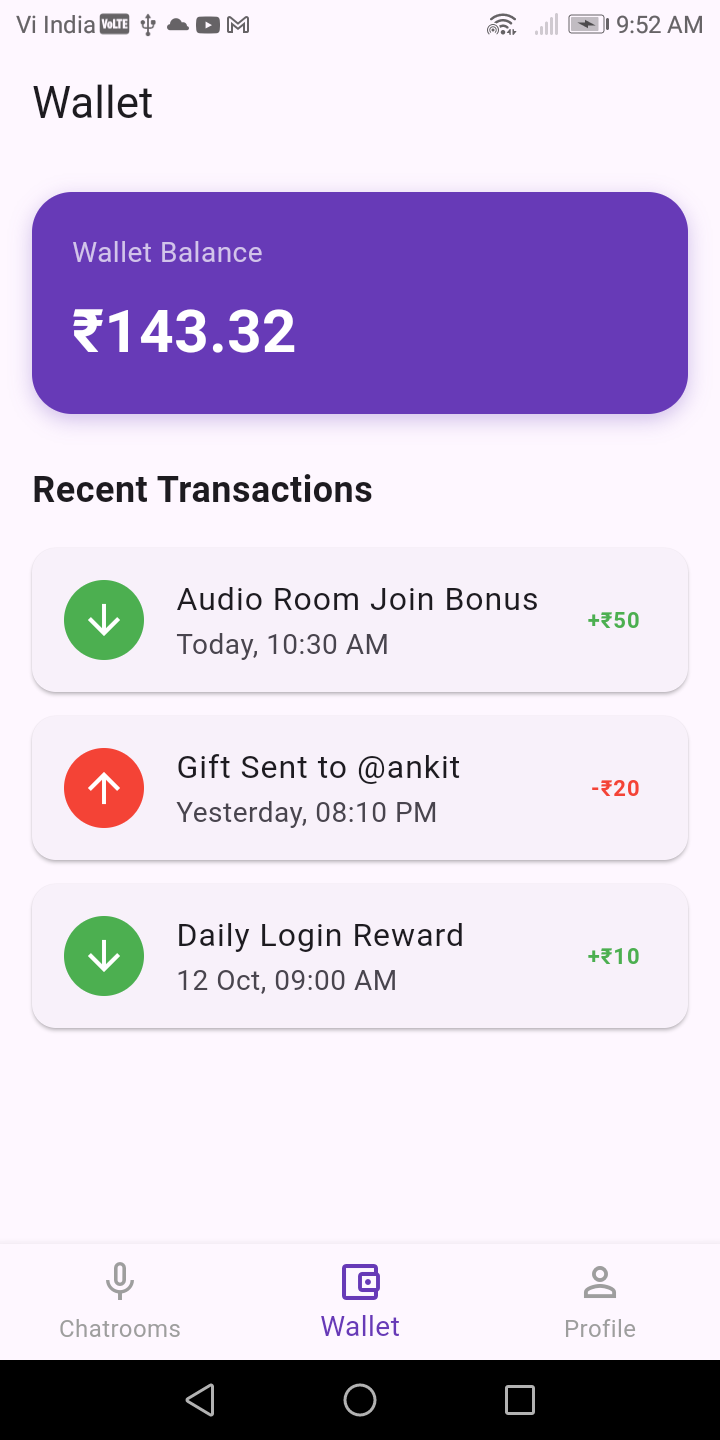 Vi India VoLTE 9:52 AM
Wallet
Wallet Balance
₹143.32
Recent Transactions
Audio Room Join Bonus
Today, 10:30 AM
+₹50
Gift Sent to @ankit
Yesterday, 08:10 PM
-₹20
Daily Login Reward
12 Oct, 09:00 AM
+₹10
Chatrooms
Wallet
Profile